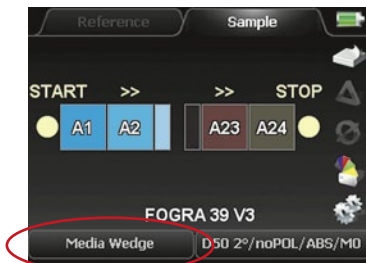 Reference Sample
START >> >> STOP
A1 A2 A23 A24
FOGRA 39 V3
Media Wedge D50 2°/noPOL/ABS/M0